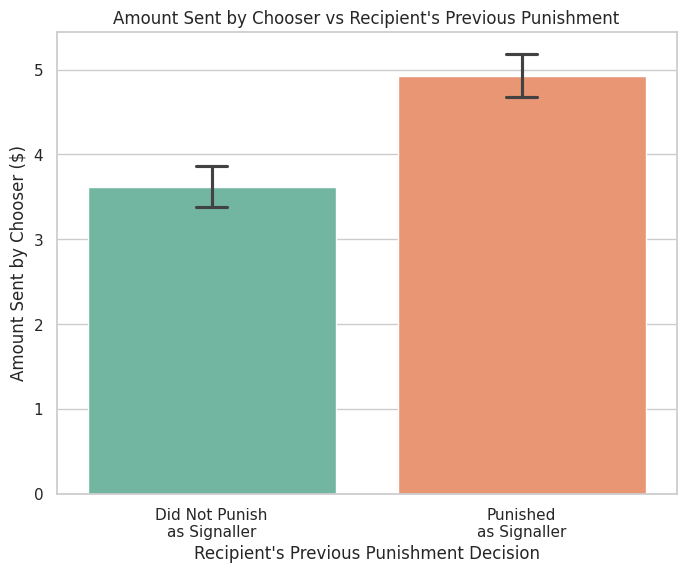 Amount Sent by Chooser vs Recipient's Previous Punishment
Amount Sent by Chooser ($)
5
4
3
2
1
0
Did Not Punish
as Signaller
Punished
as Signaller
Recipient's Previous Punishment Decision